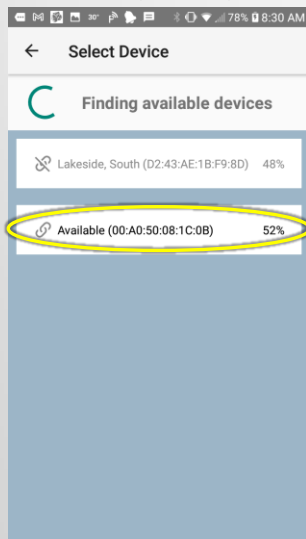 30° 78% 8:30 AM
Select Device
Finding available devices
Lakeside, South (D2:43:AE:1B:F9:8D) 48%
Available (00:A0:50:08:1C:0B) 52%